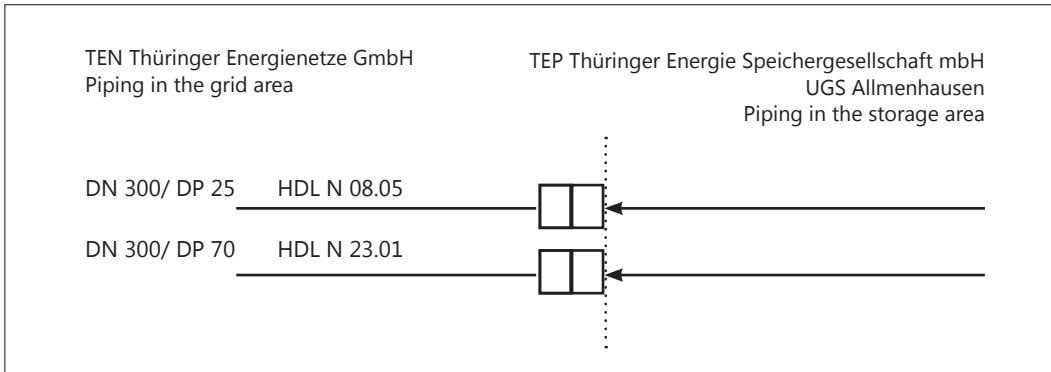 TEN Thüringer Energienetze GmbH
Piping in the grid area
TEP Thüringer Energie Speichergesellschaft mbH
UGS Allmenhausen
Piping in the storage area
DN 300/ DP 25 HDL N 08.05
DN 300/ DP 70 HDL N 23.01